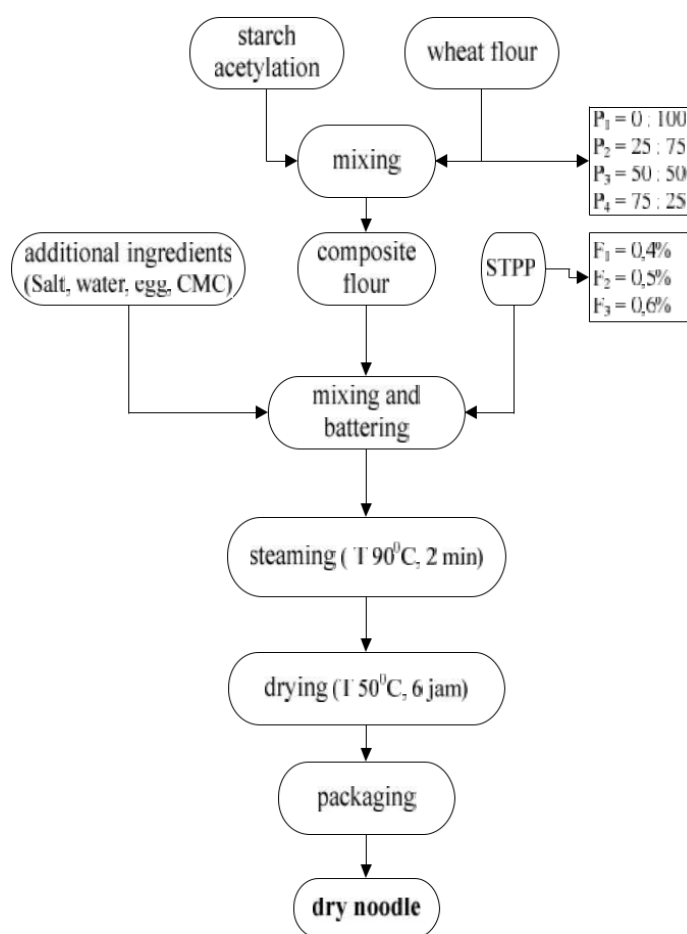 starch
acetylation
wheat flour
P₁ = 0 : 100
P₂ = 25 : 75
P₃ = 50 : 50
P₄ = 75 : 25
mixing
additional ingredients
(Salt, water, egg, CMC)
composite
flour
STPP
F₁ = 0,4%
F₂ = 0,5%
F₃ = 0,6%
mixing and
battering
steaming ( T 90⁰C, 2 min)
drying (T 50⁰C, 6 jam)
packaging
dry noodle